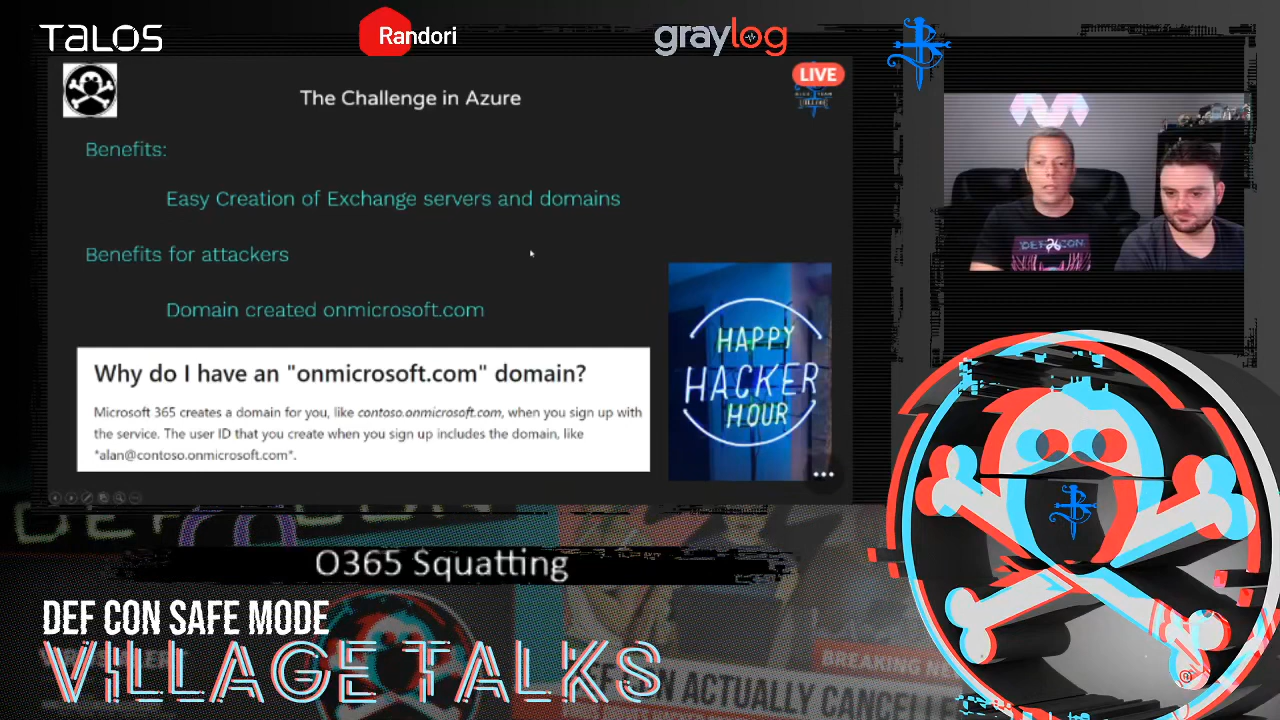 TALOS
Randori
graylog
LIVE
The Challenge in Azure
Benefits:
Easy Creation of Exchange servers and domains
Benefits for attackers
Domain created onmicrosoft.com
Why do I have an "onmicrosoft.com" domain?
Microsoft 365 creates a domain for you, like contoso.onmicrosoft.com, when you sign up with
the service. The user ID that you create when you sign up includes the domain, like
"alan@contoso.onmicrosoft.com".
HAPPY
HACKER
HOUR
DEF CON
DEF CON
O365 Squatting
DEF CON SAFE MODE
VILLAGE TALKS
BREAKING NE
ACTUALLY CANCELLE